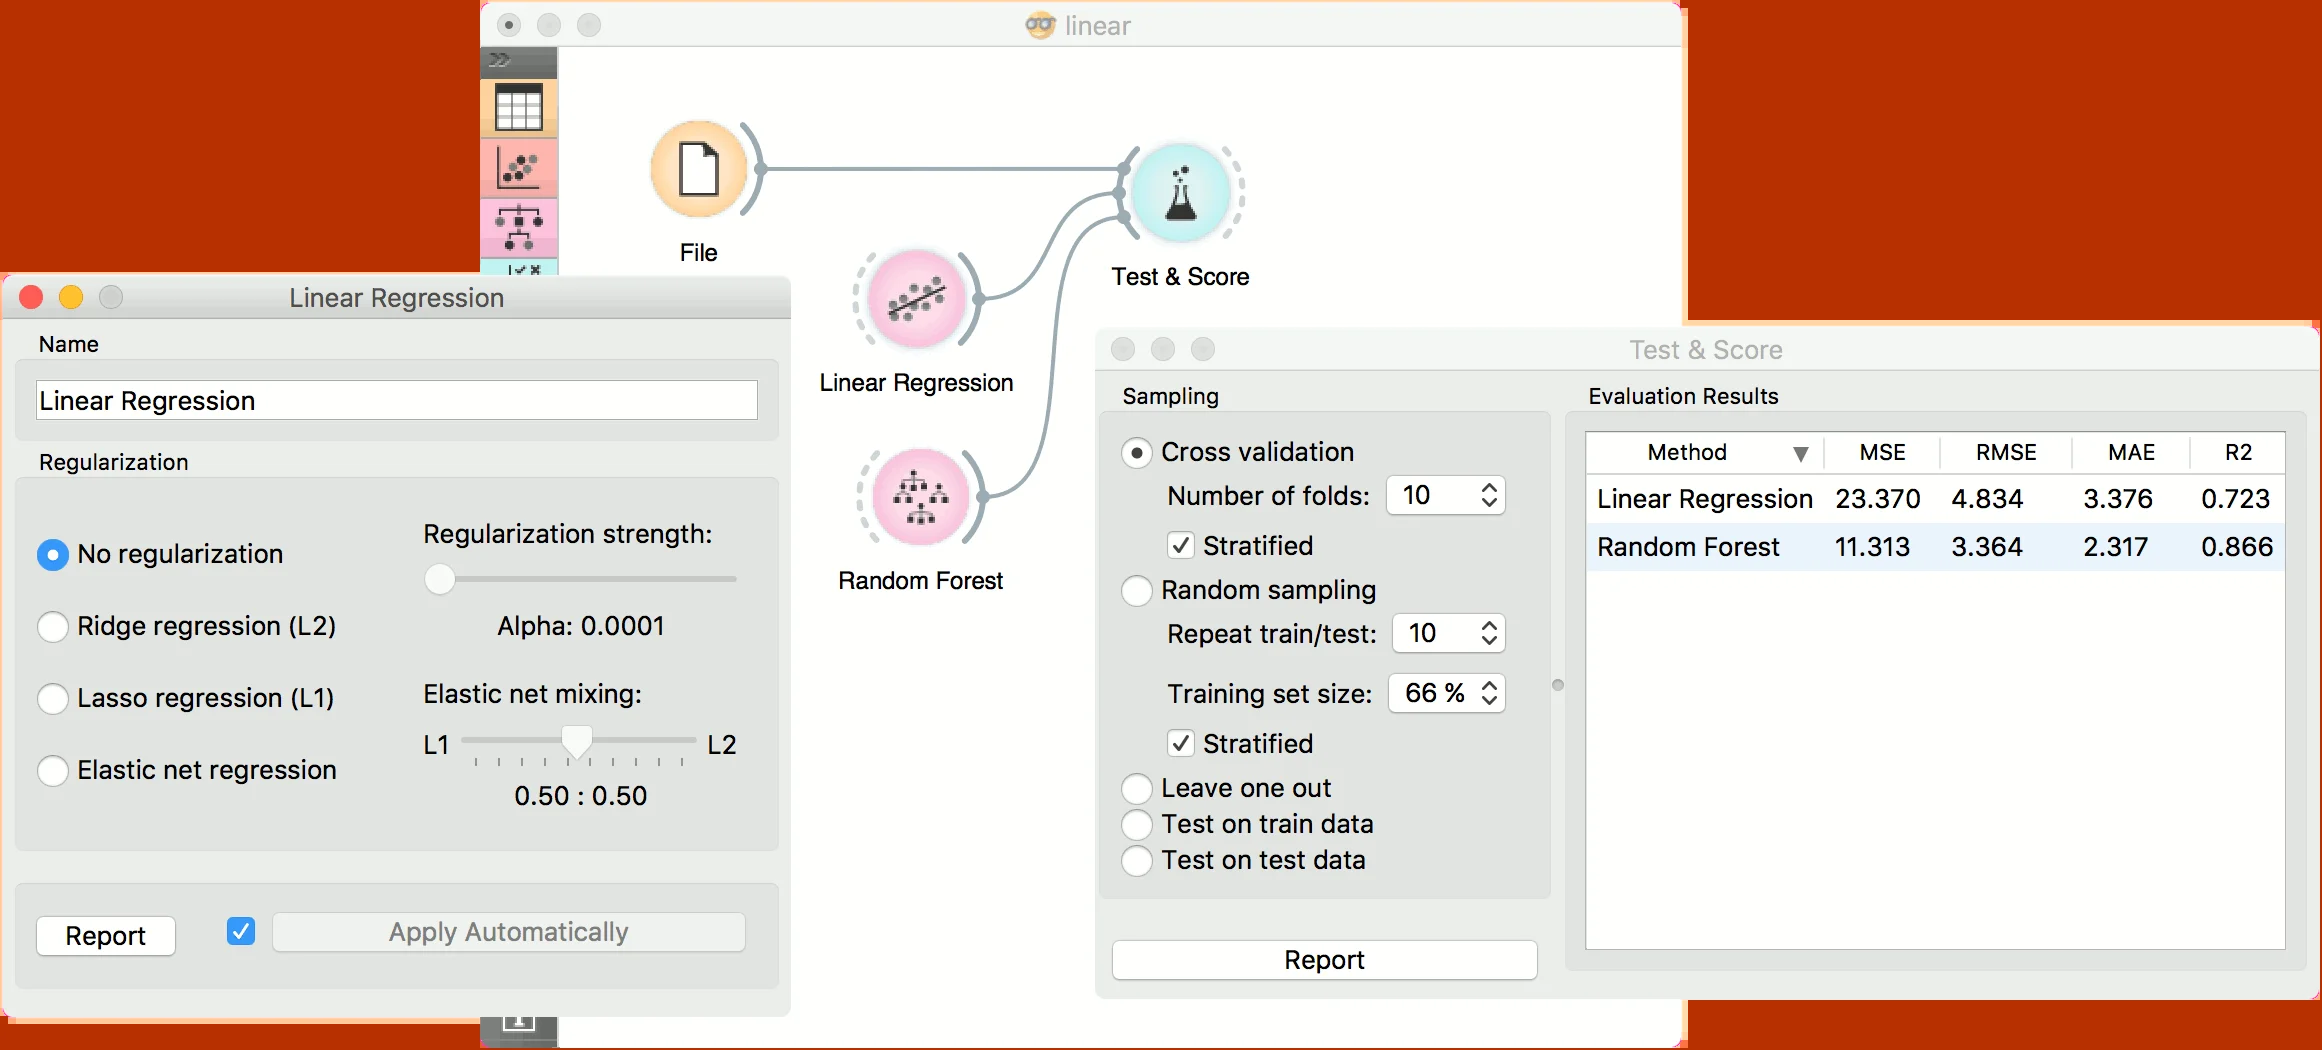 linear
File
Test & Score
Linear Regression
Random Forest
Linear Regression
Name
Linear Regression
Regularization
No regularization
Ridge regression (L2)
Lasso regression (L1)
Elastic net regression
Regularization strength:
Alpha: 0.0001
Elastic net mixing:
L1 L2
0.50 : 0.50
Report Apply Automatically
Test & Score
Sampling
Cross validation
Number of folds: 10
Stratified
Random sampling
Repeat train/test: 10
Training set size: 66 %
Stratified
Leave one out
Test on train data
Test on test data
Report
Evaluation Results
Method MSE RMSE MAE R2
Linear Regression 23.370 4.834 3.376 0.723
Random Forest 11.313 3.364 2.317 0.866